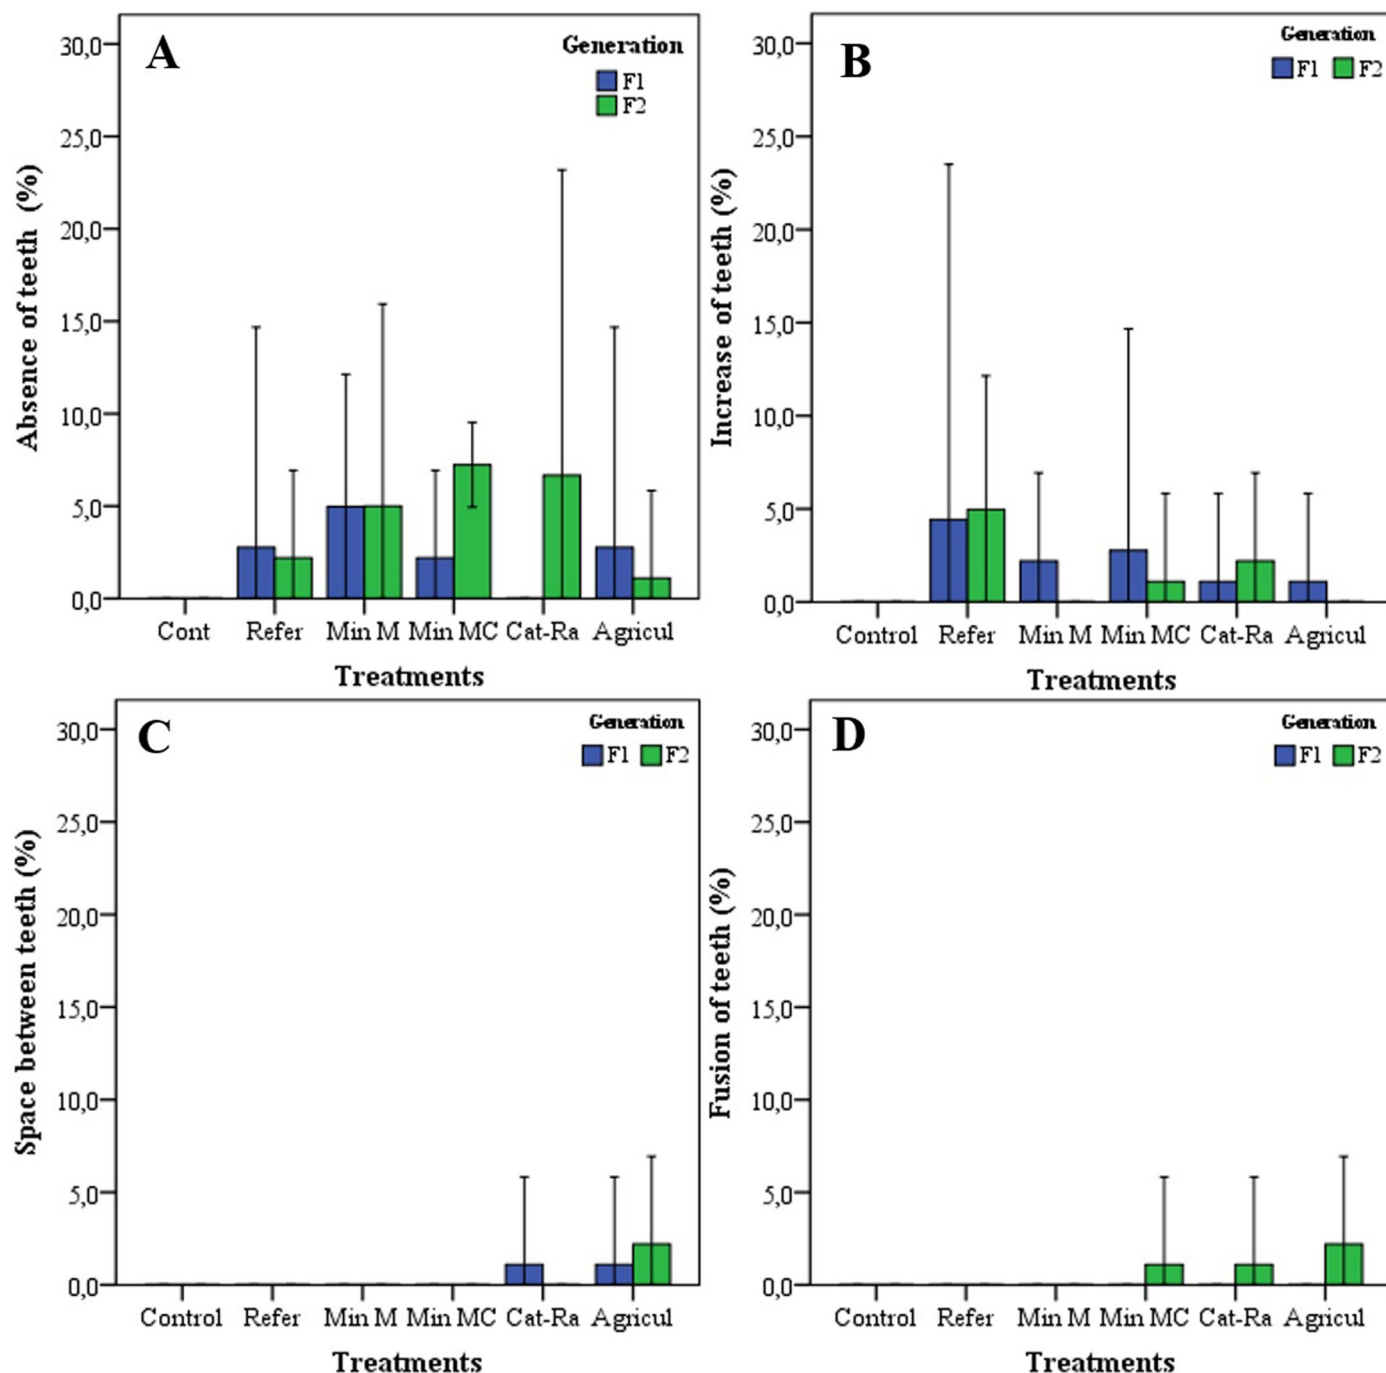 A
Generation
F1
F2
Absence of teeth (%)
30,0
25,0
20,0
15,0
10,0
5,0
0,0
Cont Refer Min M Min MC Cat-Ra Agricul
Treatments
B
Generation
F1 F2
Increase of teeth (%)
30,0
25,0
20,0
15,0
10,0
5,0
0,0
Control Refer Min M Min MC Cat-Ra Agricul
Treatments
C
Generation
F1 F2
Space between teeth (%)
30,0
25,0
20,0
15,0
10,0
5,0
0,0
Control Refer Min M Min MC Cat-Ra Agricul
Treatments
D
Generation
F1 F2
Fusion of teeth (%)
30,0
25,0
20,0
15,0
10,0
5,0
0,0
Control Refer Min M Min MC Cat-Ra Agricul
Treatments